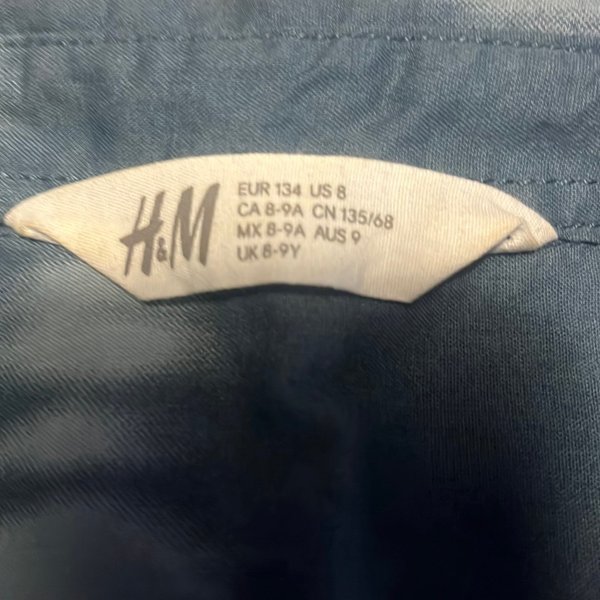 H&M
EUR 134 US 8
CA 8-9A CN 135/68
MX 8-9A AUS 9
UK 8-9Y